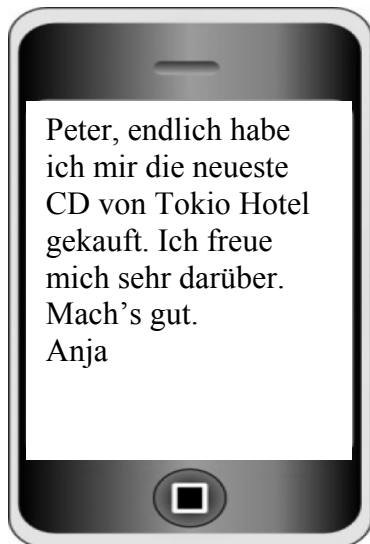 Peter, endlich habe
ich mir die neueste
CD von Tokio Hotel
gekauft. Ich freue
mich sehr darüber.
Mach’s gut.
Anja